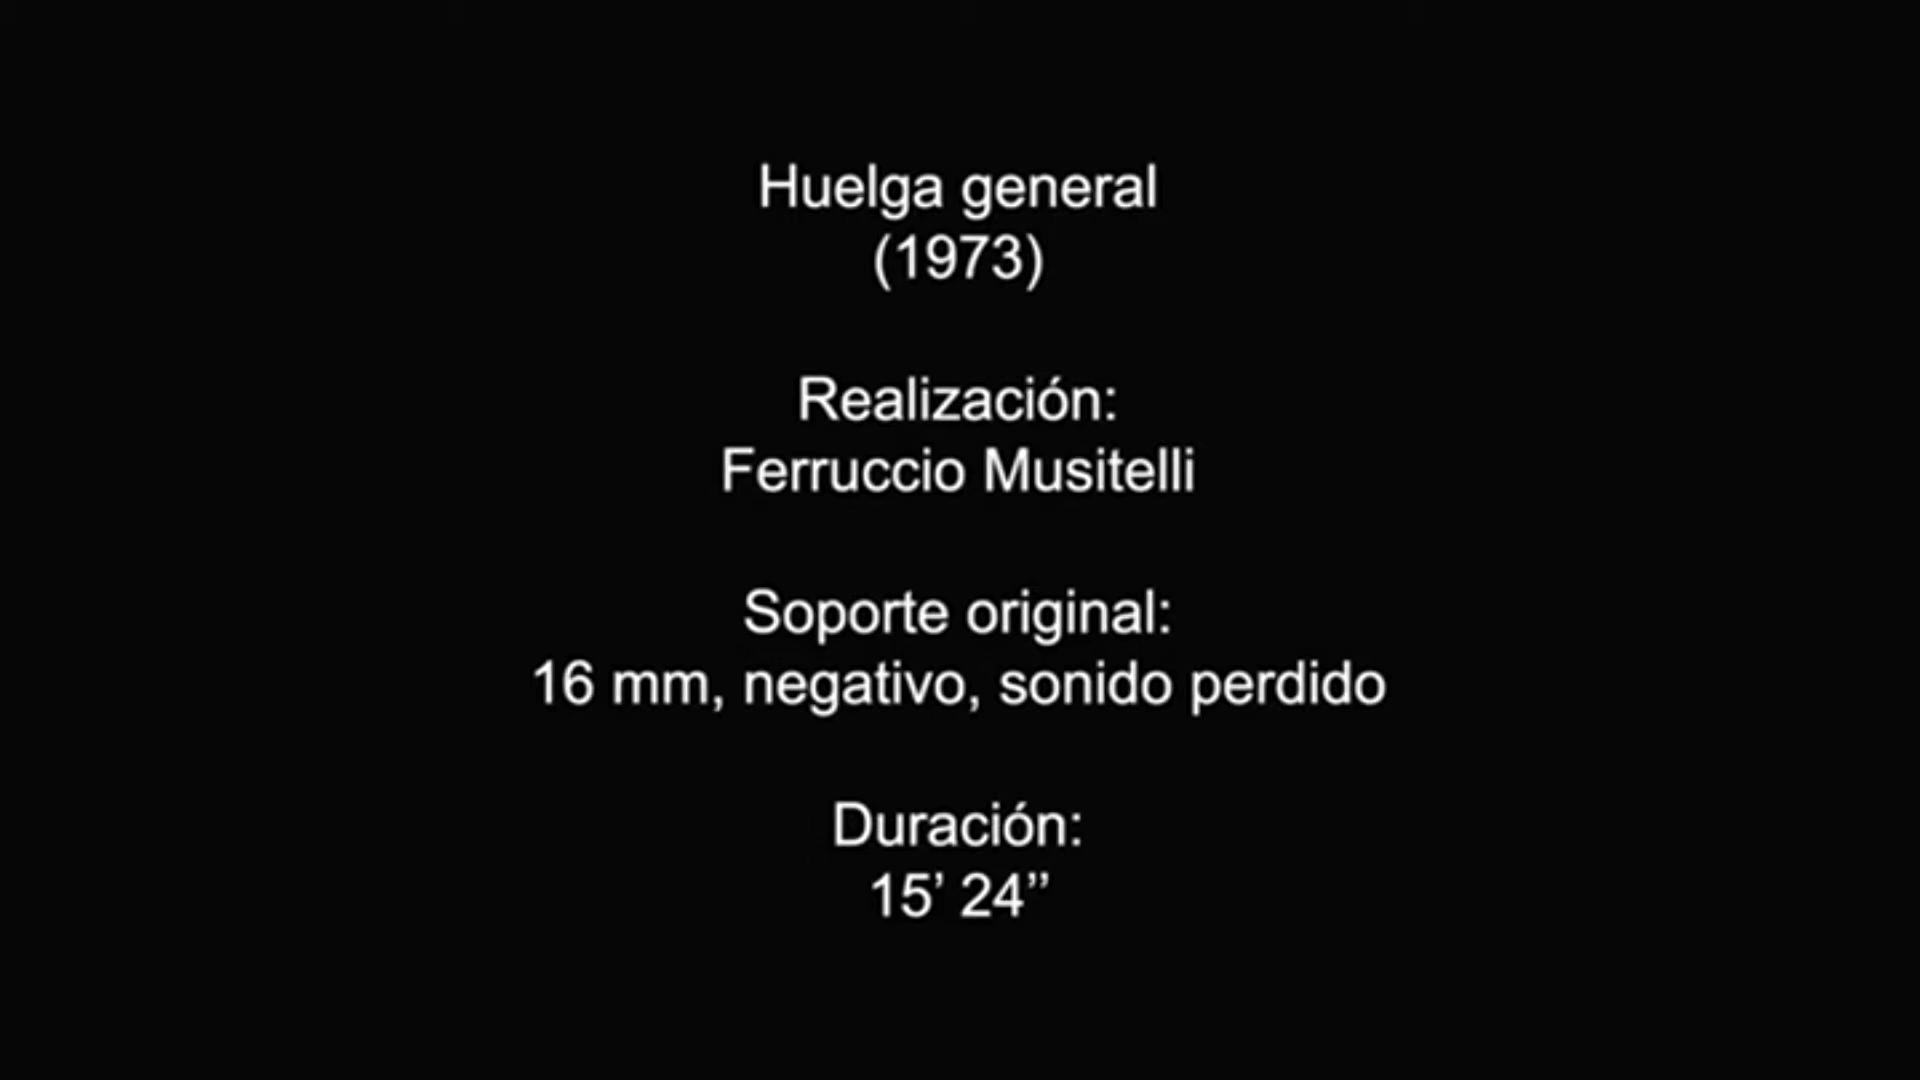 Huelga general
(1973)
Realización:
Ferruccio Musitelli
Soporte original:
16 mm, negativo, sonido perdido
Duración:
15’ 24’’